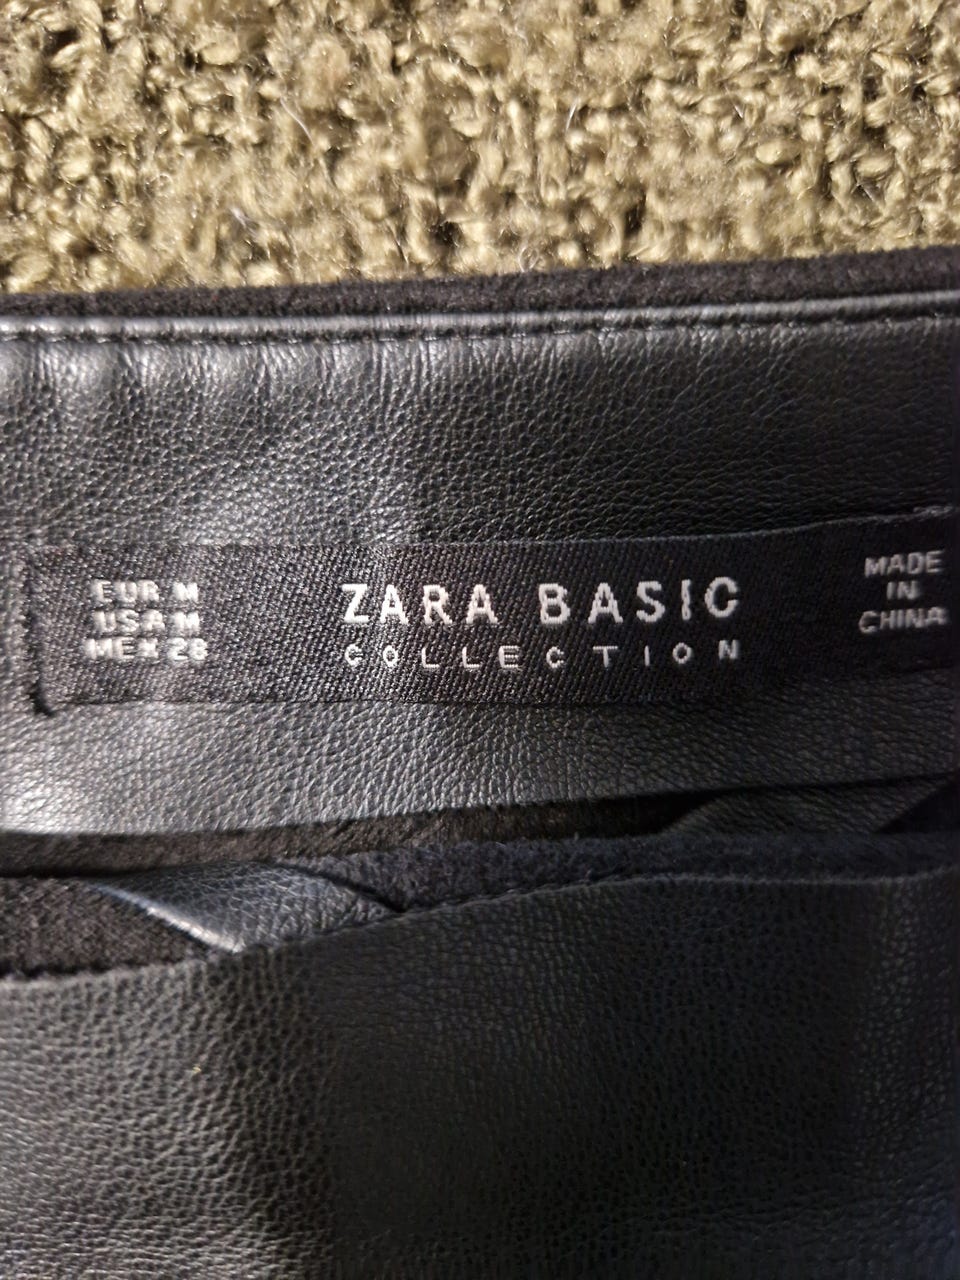 EUR M
USA M
MEX 28
ZARA BASIC
COLLECTION
MADE
IN
CHINA